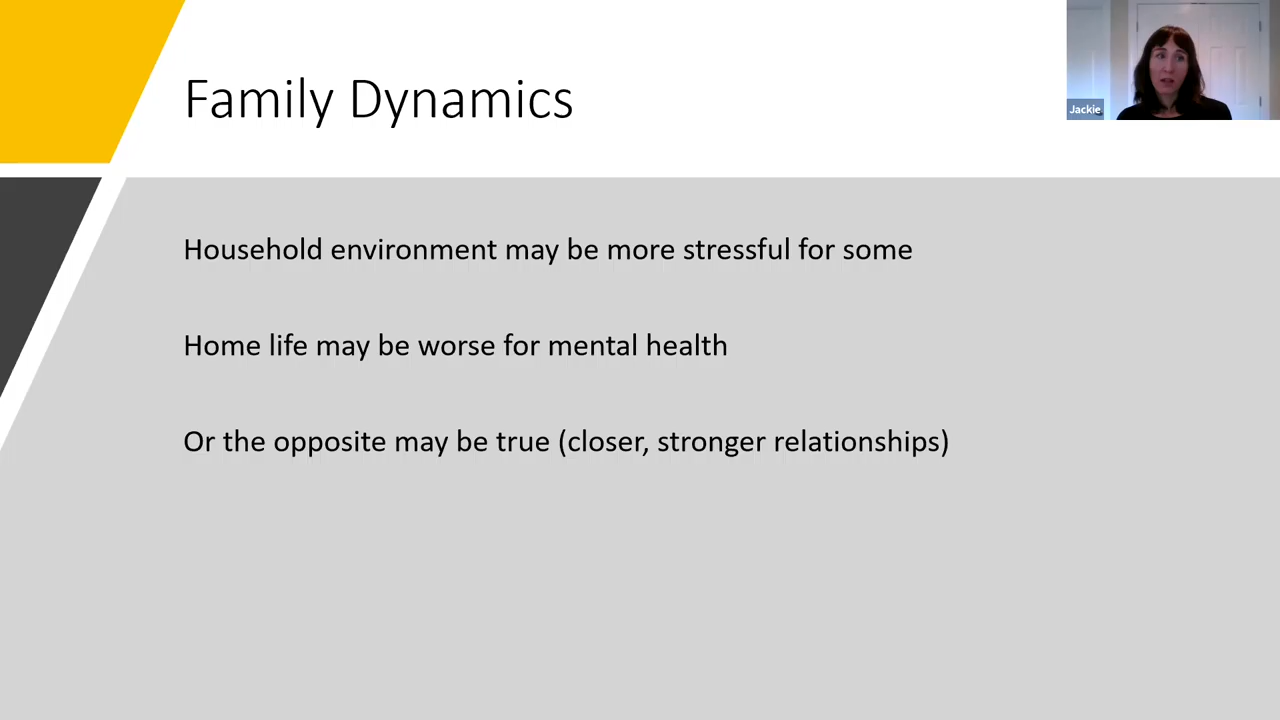 Family Dynamics
Jackie
Household environment may be more stressful for some
Home life may be worse for mental health
Or the opposite may be true (closer, stronger relationships)